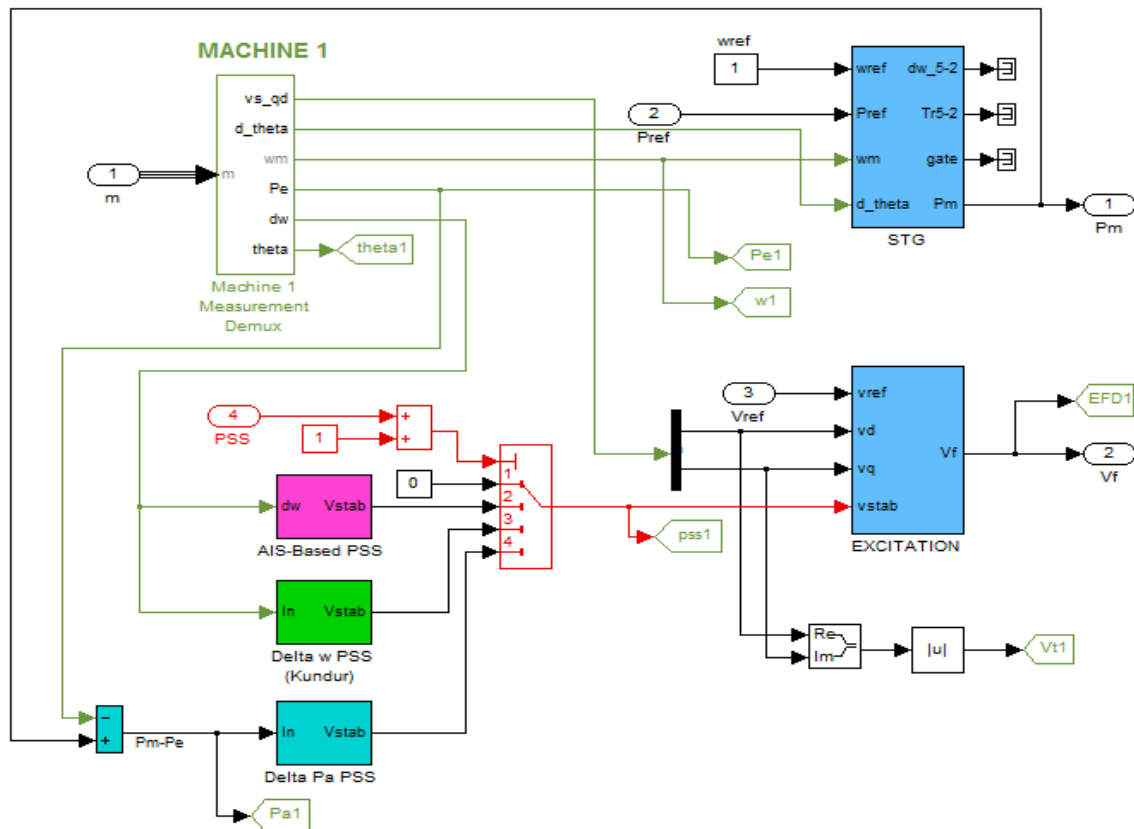 MACHINE 1
m
vs_qd
d_theta
wm
Pe
dw
theta
Machine 1
Measurement
Demux
1
m
theta1
wref
1
2
Pref
wref
Pref
wm
d_theta
dw_5-2
Tr5-2
gate
Pm
STG
1
Pm
Pe1
w1
4
PSS
1
+
+
0
1
2
3
4
dw
Vstab
AIS-Based PSS
In
Vstab
Delta w PSS
(Kundur)
In
Vstab
Delta Pa PSS
−
+
Pm-Pe
Pa1
pss1
3
Vref
vref
vd
vq
vstab
Vf
EXCITATION
EFD1
2
Vf
Re
Im
|u|
Vt1